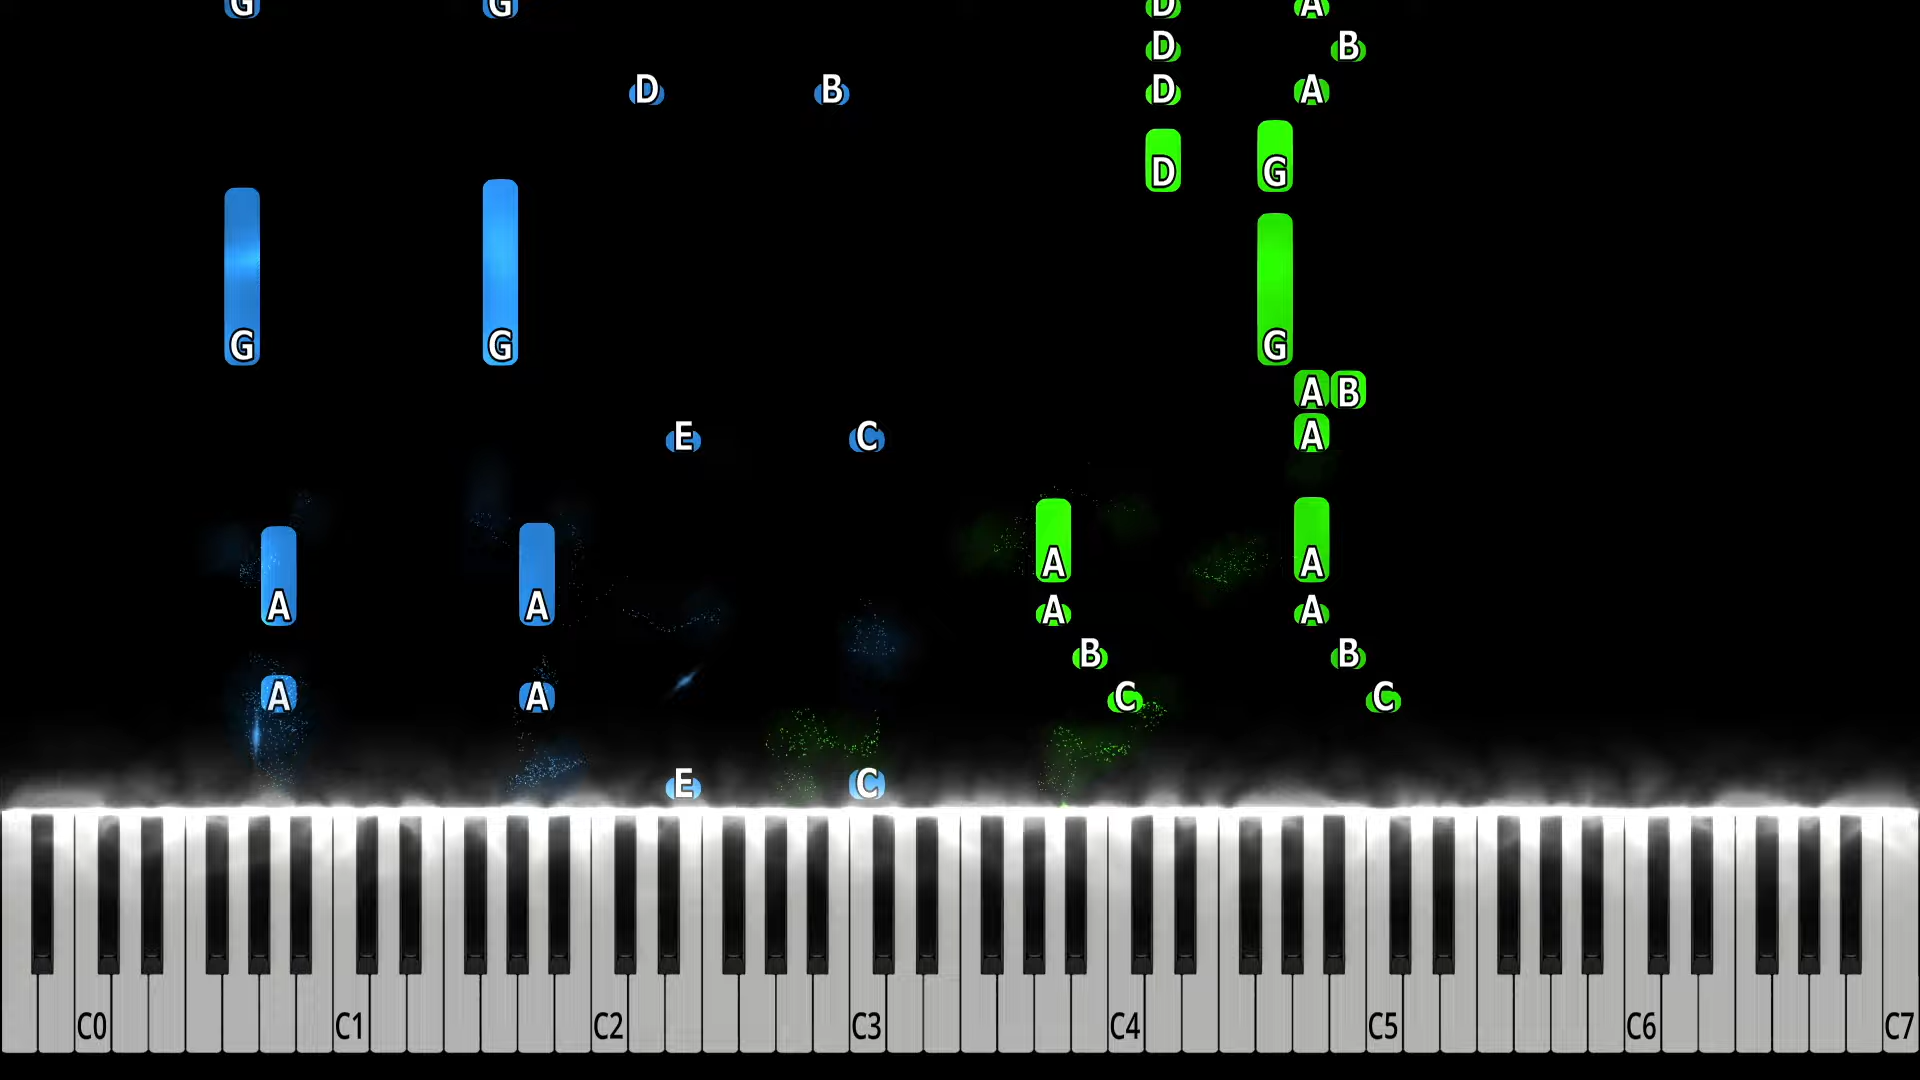 G G D A
D B
D B D A
D G
G G G
A B
E C A
A A
A A A A
B B
A A C C
E C
C0 C1 C2 C3 C4 C5 C6 C7